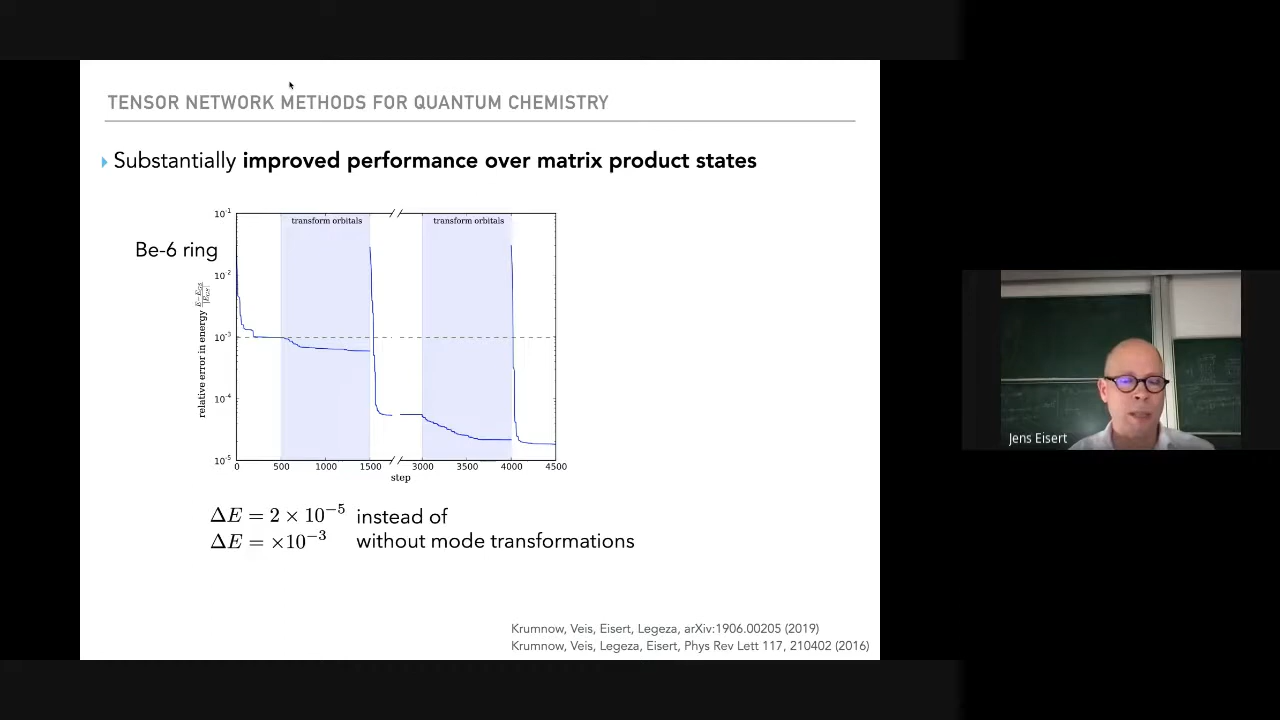 TENSOR NETWORK METHODS FOR QUANTUM CHEMISTRY
Substantially improved performance over matrix product states
Be-6 ring
transform orbitals
transform orbitals
10⁻¹
10⁻²
10⁻³
10⁻⁴
10⁻⁵
relative error in energy
0 500 1000 1500 3000 3500 4000 4500
step
ΔE = 2 × 10⁻⁵ instead of
ΔE = ×10⁻³ without mode transformations
Krumnow, Veis, Eisert, Legeza, arXiv:1906.00205 (2019)
Krumnow, Veis, Legeza, Eisert, Phys Rev Lett 117, 210402 (2016)
Jens Eisert